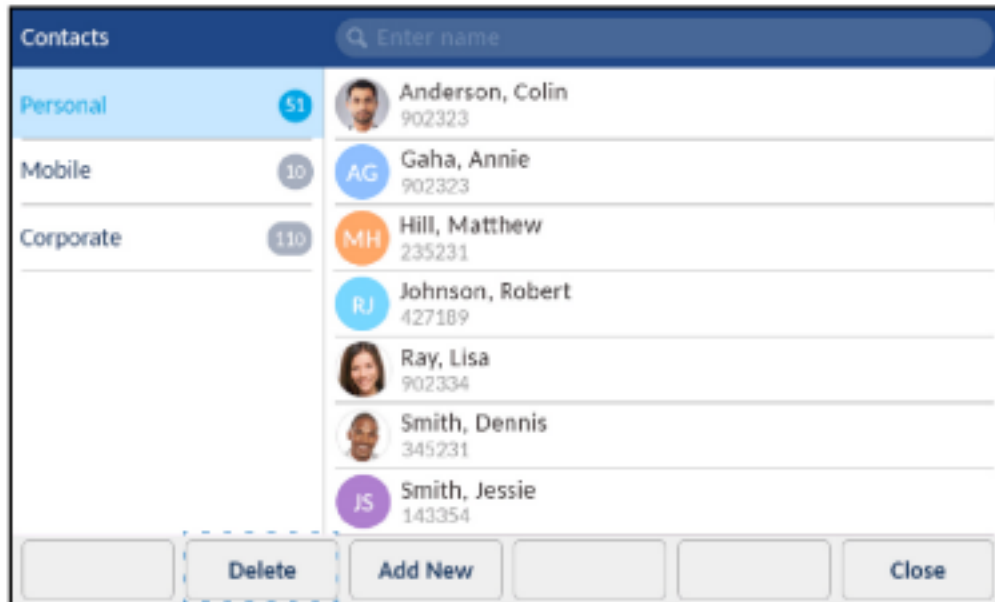 Contacts
Enter name
Personal 51
Mobile 10
Corporate 110
Anderson, Colin
902323
AG Gaha, Annie
902323
MH Hill, Matthew
235231
RJ Johnson, Robert
427189
Ray, Lisa
902334
Smith, Dennis
345231
JS Smith, Jessie
143354
Delete Add New Close